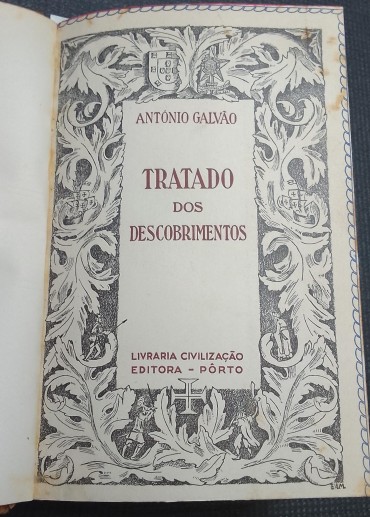 ANTÓNIO GALVÃO
TRATADO
DOS
DESCOBRIMENTOS
LIVRARIA CIVILIZAÇÃO
EDITORA - PÔRTO